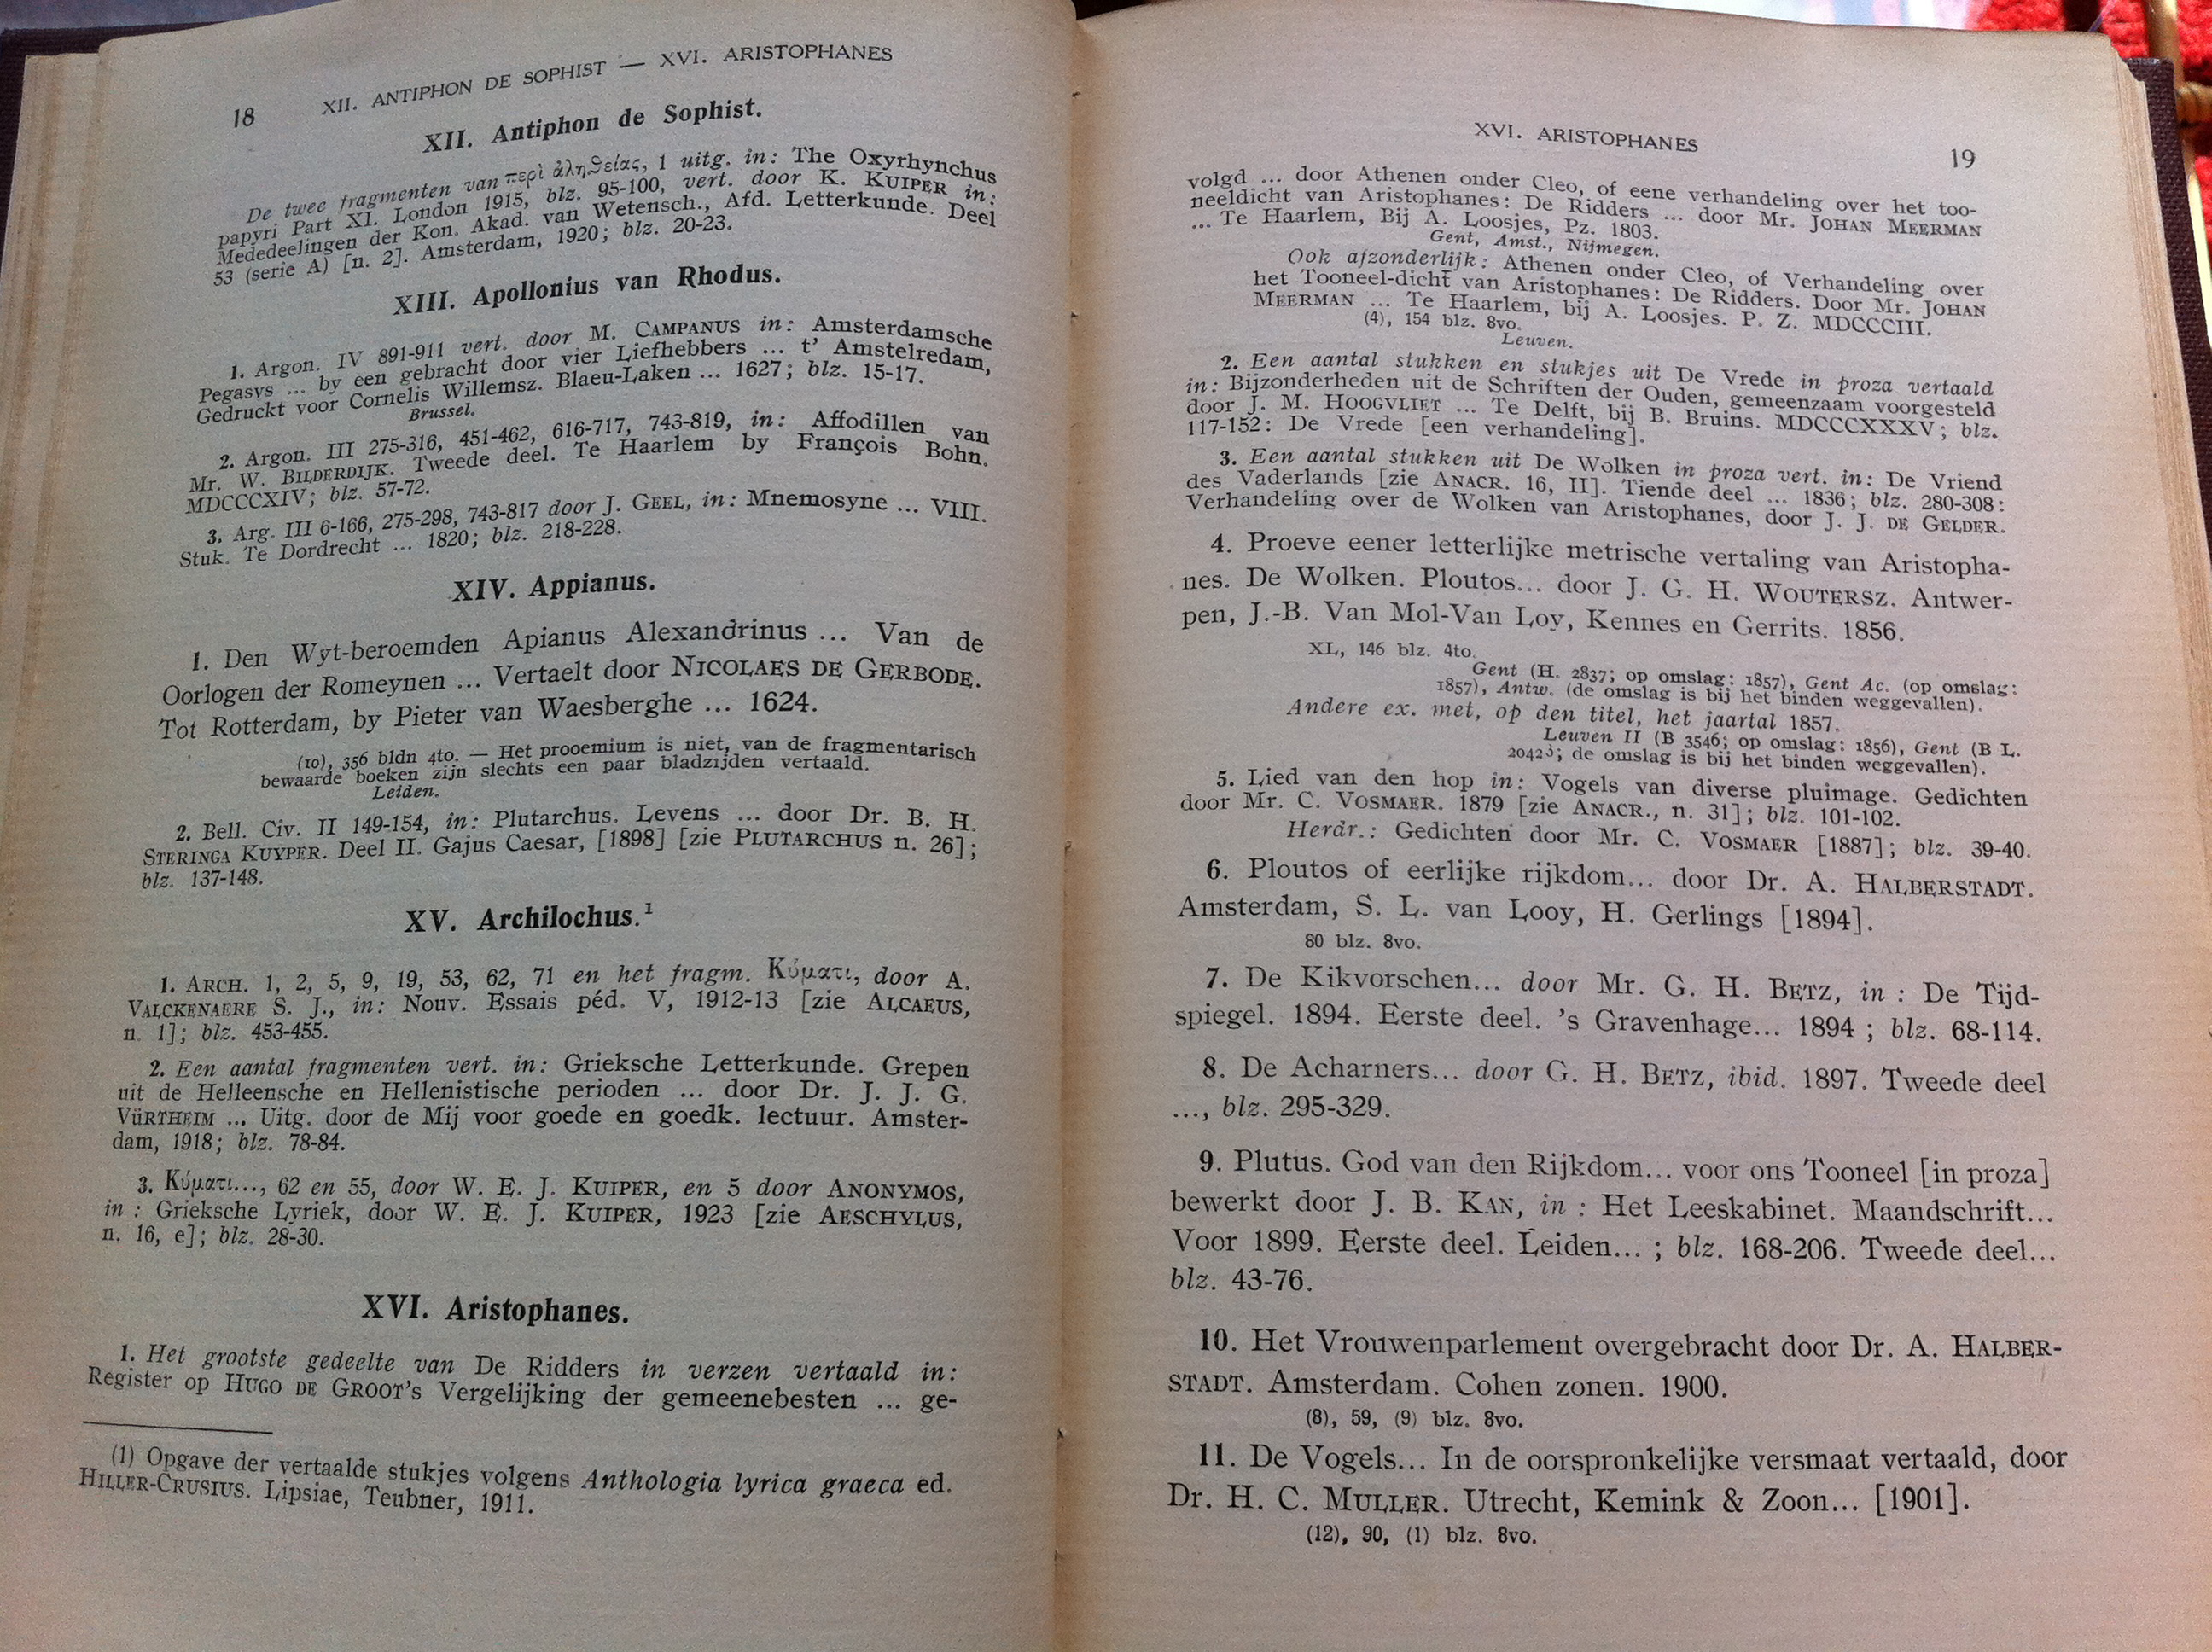 18 XII. ANTIPHON DE SOPHIST — XVI. ARISTOPHANES
XII. Antiphon de Sophist.
De twee fragmenten van περὶ ἀληθείας, 1 uitg. in: The Oxyrhynchus
papyri Part XI. London 1915, blz. 95-100, vert. door K. KUIPER in:
Mededeelingen der Kon. Akad. van Wetensch., Afd. Letterkunde. Deel
53 (serie A) [n. 2]. Amsterdam, 1920; blz. 20-23.
XIII. Apollonius van Rhodus.
1. Argon. IV 891-911 vert. door M. CAMPANUS in: Amsterdamsche
Pegasvs ... by een gebracht door vier Liefhebbers ... t' Amstelredam,
Gedruckt voor Cornelis Willemsz. Blaeu-Laken ... 1627; blz. 15-17.
Brussel.
2. Argon. III 275-316, 451-462, 616-717, 743-819, in: Affodillen van
Mr. W. BILDERDIJK. Tweede deel. Te Haarlem by François Bohn.
MDCCCXIV; blz. 57-72.
3. Arg. III 6-166, 275-298, 743-817 door J. GEEL, in: Mnemosyne ... VIII.
Stuk. Te Dordrecht ... 1820; blz. 218-228.
XIV. Appianus.
1. Den Wyt-beroemden Apianus Alexandrinus ... Van de
Oorlogen der Romeynen ... Vertaelt door NICOLAES DE GERBODE.
Tot Rotterdam, by Pieter van Waesberghe ... 1624.
(10), 356 bldn 4to. — Het prooemium is niet, van de fragmentarisch
bewaarde boeken zijn slechts een paar bladzijden vertaald.
Leiden.
2. Bell. Civ. II 149-154, in: Plutarchus. Levens ... door Dr. B. H.
STERINGA KUYPER. Deel II. Gajus Caesar, [1898] [zie PLUTARCHUS n. 26];
blz. 137-148.
XV. Archilochus.¹
1. ARCH. 1, 2, 5, 9, 19, 53, 62, 71 en het fragm. Κύματι, door A.
VALCKENAERE S. J., in: Nouv. Essais péd. V, 1912-13 [zie ALCAEUS,
n. 1]; blz. 453-455.
2. Een aantal fragmenten vert. in: Grieksche Letterkunde. Grepen
uit de Helleensche en Hellenistische perioden ... door Dr. J. J. G.
VÜRTHEIM ... Uitg. door de Mij voor goede en goedk. lectuur. Amster-
dam, 1918; blz. 78-84.
3. Κύματι..., 62 en 55, door W. E. J. KUIPER, en 5 door ANONYMOS,
in : Grieksche Lyriek, door W. E. J. KUIPER, 1923 [zie AESCHYLUS,
n. 16, e]; blz. 28-30.
XVI. Aristophanes.
1. Het grootste gedeelte van De Ridders in verzen vertaald in:
Register op HUGO DE GROOT's Vergelijking der gemeenebesten ... ge-
(1) Opgave der vertaalde stukjes volgens Anthologia lyrica graeca ed.
HILLER-CRUSIUS. Lipsiae, Teubner, 1911.
XVI. ARISTOPHANES 19
volgd ... door Athenen onder Cleo, of eene verhandeling over het too-
neeldicht van Aristophanes: De Ridders ... door Mr. JOHAN MEERMAN
... Te Haarlem, Bij A. Loosjes, Pz. 1803.
Gent, Amst., Nijmegen.
Ook afzonderlijk: Athenen onder Cleo, of Verhandeling over
het Tooneel-dicht van Aristophanes: De Ridders. Door Mr. JOHAN
MEERMAN ... Te Haarlem, bij A. Loosjes. P. Z. MDCCCIII.
(4), 154 blz. 8vo.
Leuven.
2. Een aantal stukken en stukjes uit De Vrede in proza vertaald
in: Bijzonderheden uit de Schriften der Ouden, gemeenzaam voorgesteld
door J. M. HOOGVLIET ... Te Delft, bij B. Bruins. MDCCCXXXV; blz.
117-152: De Vrede [een verhandeling].
3. Een aantal stukken uit De Wolken in proza vert. in: De Vriend
des Vaderlands [zie ANACR. 16, II]. Tiende deel ... 1836; blz. 280-308:
Verhandeling over de Wolken van Aristophanes, door J. J. DE GELDER.
4. Proeve eener letterlijke metrische vertaling van Aristopha-
nes. De Wolken. Ploutos... door J. G. H. WOUTERSZ. Antwer-
pen, J.-B. Van Mol-Van Loy, Kennes en Gerrits. 1856.
XL, 146 blz. 4to.
Gent (H. 2837; op omslag: 1857), Gent Ac. (op omslag:
1857), Antw. (de omslag is bij het binden weggevallen).
Andere ex. met, op den titel, het jaartal 1857.
Leuven II (B 3546; op omslag: 1856), Gent (B L.
2042³; de omslag is bij het binden weggevallen).
5. Lied van den hop in: Vogels van diverse pluimage. Gedichten
door Mr. C. VOSMAER. 1879 [zie ANACR., n. 31]; blz. 101-102.
Herdr.: Gedichten door Mr. C. VOSMAER [1887]; blz. 39-40.
6. Ploutos of eerlijke rijkdom... door Dr. A. HALBERSTADT.
Amsterdam, S. L. van Looy, H. Gerlings [1894].
80 blz. 8vo.
7. De Kikvorschen... door Mr. G. H. BETZ, in : De Tijd-
spiegel. 1894. Eerste deel. 's Gravenhage... 1894 ; blz. 68-114.
8. De Acharners... door G. H. BETZ, ibid. 1897. Tweede deel
..., blz. 295-329.
9. Plutus. God van den Rijkdom... voor ons Tooneel [in proza]
bewerkt door J. B. KAN, in : Het Leeskabinet. Maandschrift...
Voor 1899. Eerste deel. Leiden... ; blz. 168-206. Tweede deel...
blz. 43-76.
10. Het Vrouwenparlement overgebracht door Dr. A. HALBER-
STADT. Amsterdam. Cohen zonen. 1900.
(8), 59, (9) blz. 8vo.
11. De Vogels... In de oorspronkelijke versmaat vertaald, door
Dr. H. C. MULLER. Utrecht, Kemink & Zoon... [1901].
(12), 90, (1) blz. 8vo.